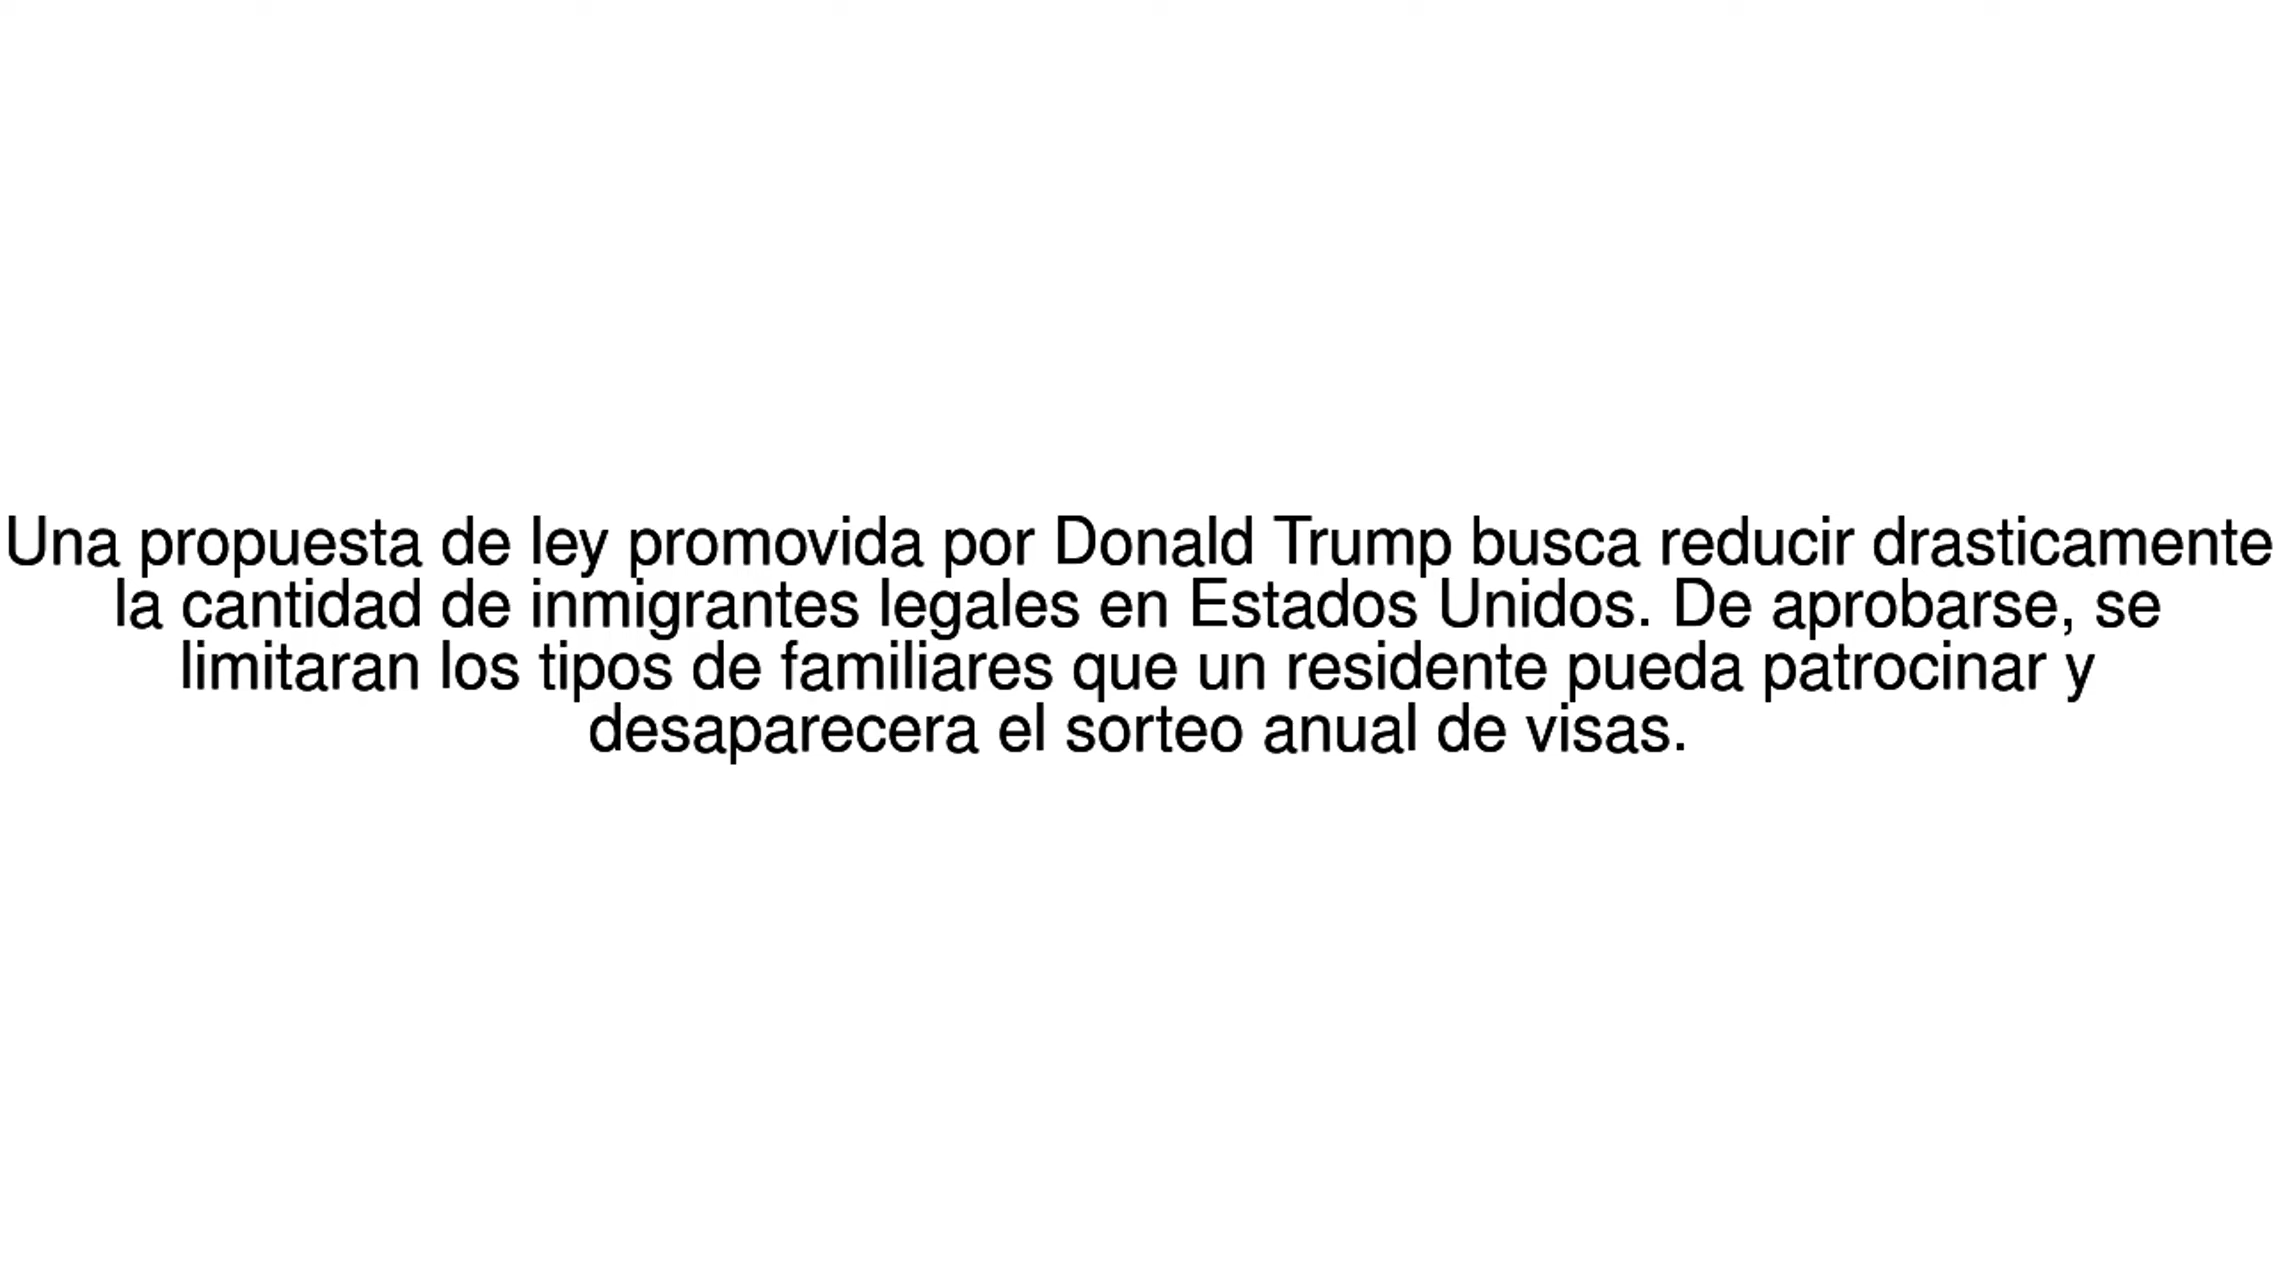 Una propuesta de ley promovida por Donald Trump busca reducir drasticamente
la cantidad de inmigrantes legales en Estados Unidos. De aprobarse, se
limitaran los tipos de familiares que un residente pueda patrocinar y
desaparecera el sorteo anual de visas.